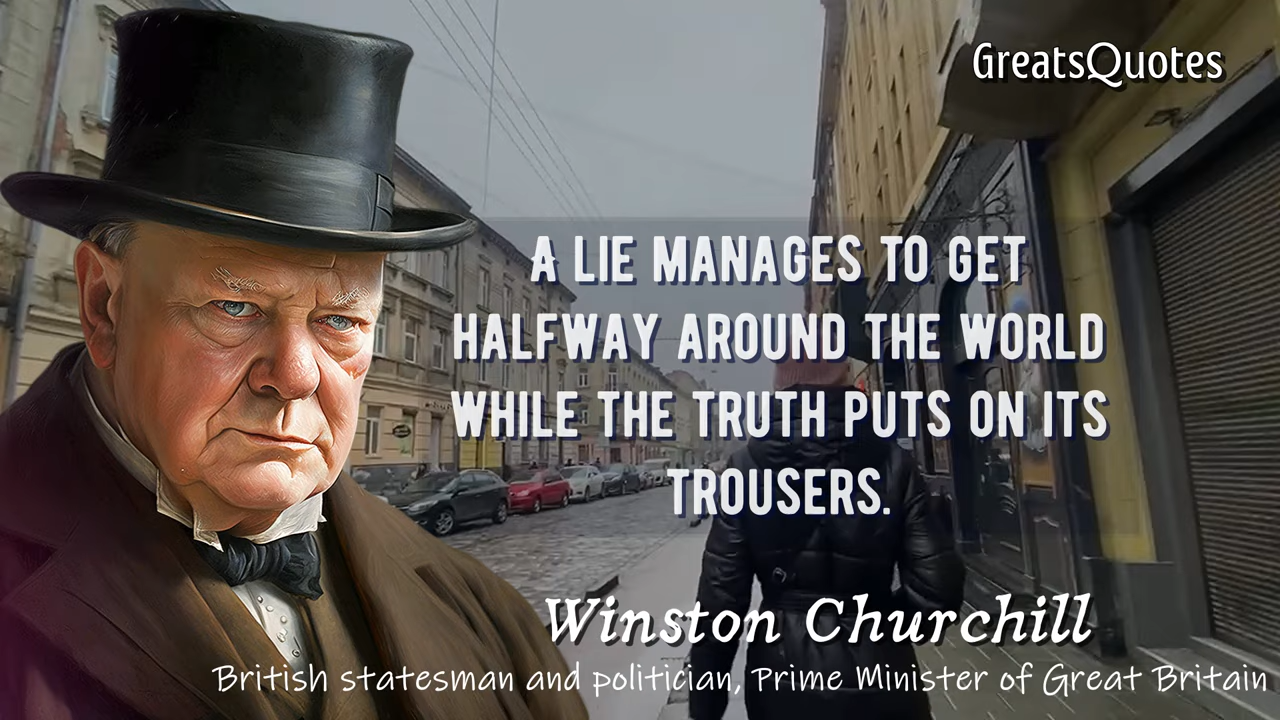 GreatsQuotes
A LIE MANAGES TO GET
HALFWAY AROUND THE WORLD
WHILE THE TRUTH PUTS ON ITS
TROUSERS.
Winston Churchill
British statesman and politician, Prime Minister of Great Britain